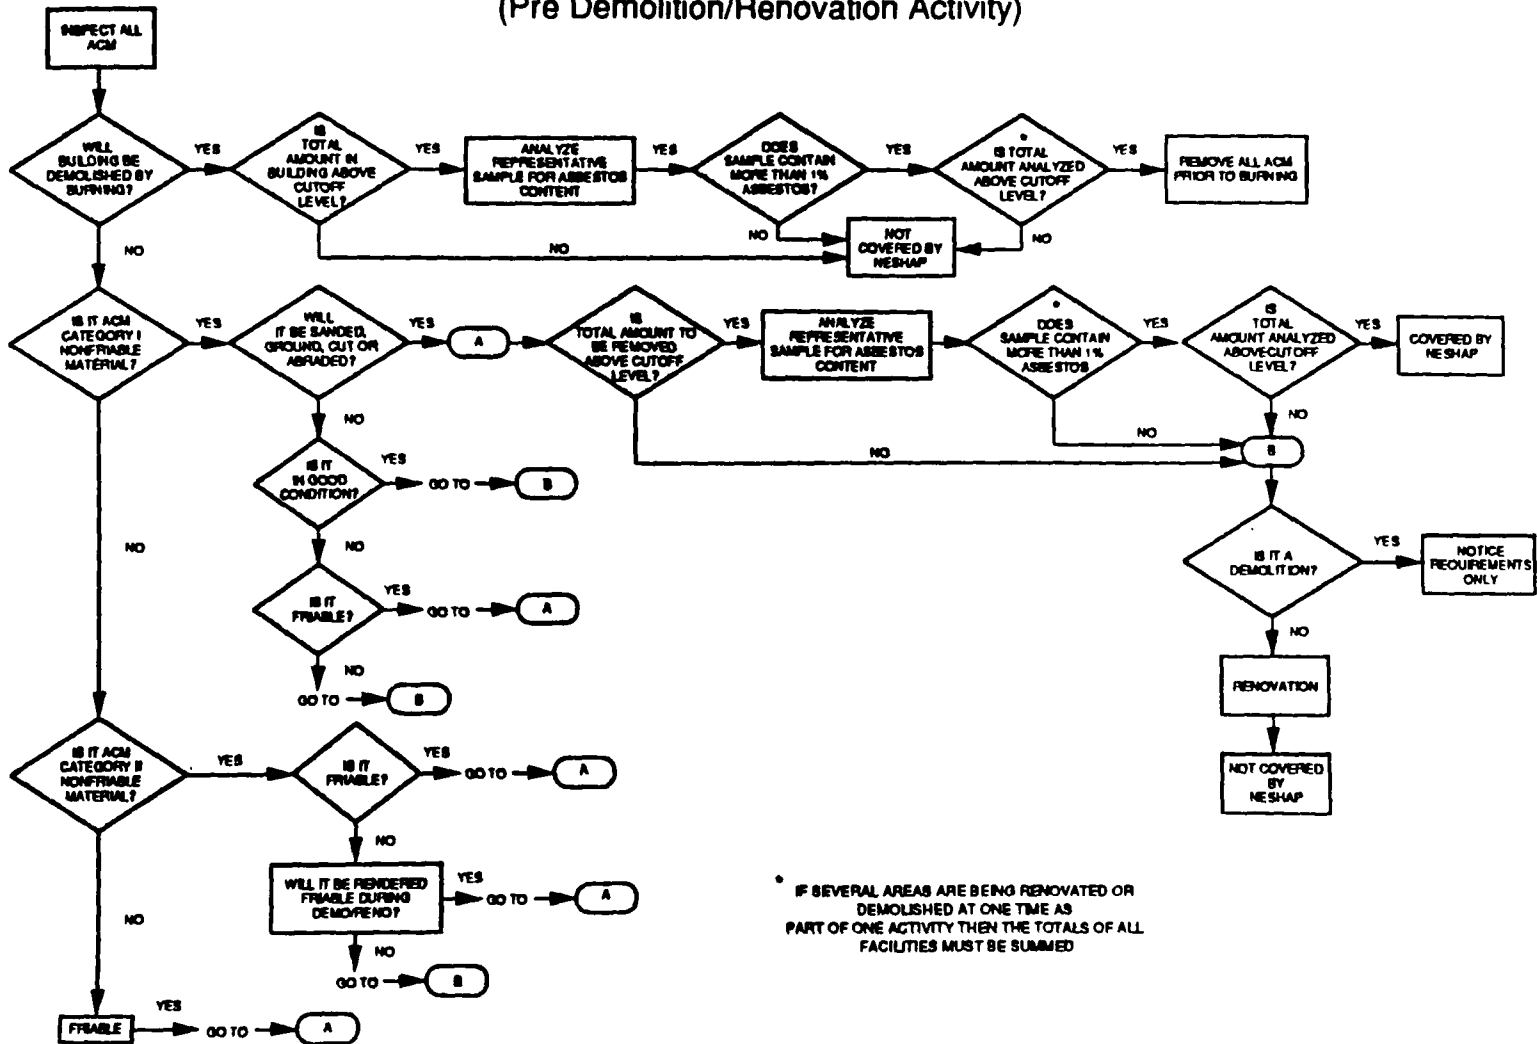 (Pre Demolition/Renovation Activity)
INSPECT ALL
ACM
WILL
BUILDING BE
DEMOLISHED BY
BURNING?
YES
IS
TOTAL
AMOUNT IN
BUILDING ABOVE
CUTOFF
LEVEL?
YES
ANALYZE
REPRESENTATIVE
SAMPLE FOR ASBESTOS
CONTENT
YES
DOES
SAMPLE CONTAIN
MORE THAN 1%
ASBESTOS?
YES
*
IS TOTAL
AMOUNT ANALYZED
ABOVE CUTOFF
LEVEL?
YES
REMOVE ALL ACM
PRIOR TO BURNING
NO
NO
NO
NOT
COVERED BY
NESHAP
NO
IS IT ACM
CATEGORY I
NONFRIABLE
MATERIAL?
YES
WILL
IT BE SANDED,
GROUND, CUT OR
ABRADED?
YES
A
IS
TOTAL AMOUNT TO
BE REMOVED
ABOVE CUTOFF
LEVEL?
YES
ANALYZE
REPRESENTATIVE
SAMPLE FOR ASBESTOS
CONTENT
*
DOES
SAMPLE CONTAIN
MORE THAN 1%
ASBESTOS
YES
IS
TOTAL
AMOUNT ANALYZED
ABOVE CUTOFF
LEVEL?
YES
COVERED BY
NESHAP
NO
NO
NO
NO
B
IS IT
IN GOOD
CONDITION?
YES
GO TO
B
NO
NO
IS IT A
DEMOLITION?
YES
NOTICE
REQUIREMENTS
ONLY
IS IT
FRIABLE?
YES
GO TO
A
NO
NO
GO TO
B
RENOVATION
NOT COVERED
BY
NESHAP
IS IT ACM
CATEGORY II
NONFRIABLE
MATERIAL?
YES
IS IT
FRIABLE?
YES
GO TO
A
NO
WILL IT BE RENDERED
FRIABLE DURING
DEMO/RENO?
YES
GO TO
A
NO
NO
GO TO
B
FRIABLE
YES
GO TO
A
* IF SEVERAL AREAS ARE BEING RENOVATED OR
DEMOLISHED AT ONE TIME AS
PART OF ONE ACTIVITY THEN THE TOTALS OF ALL
FACILITIES MUST BE SUMMED